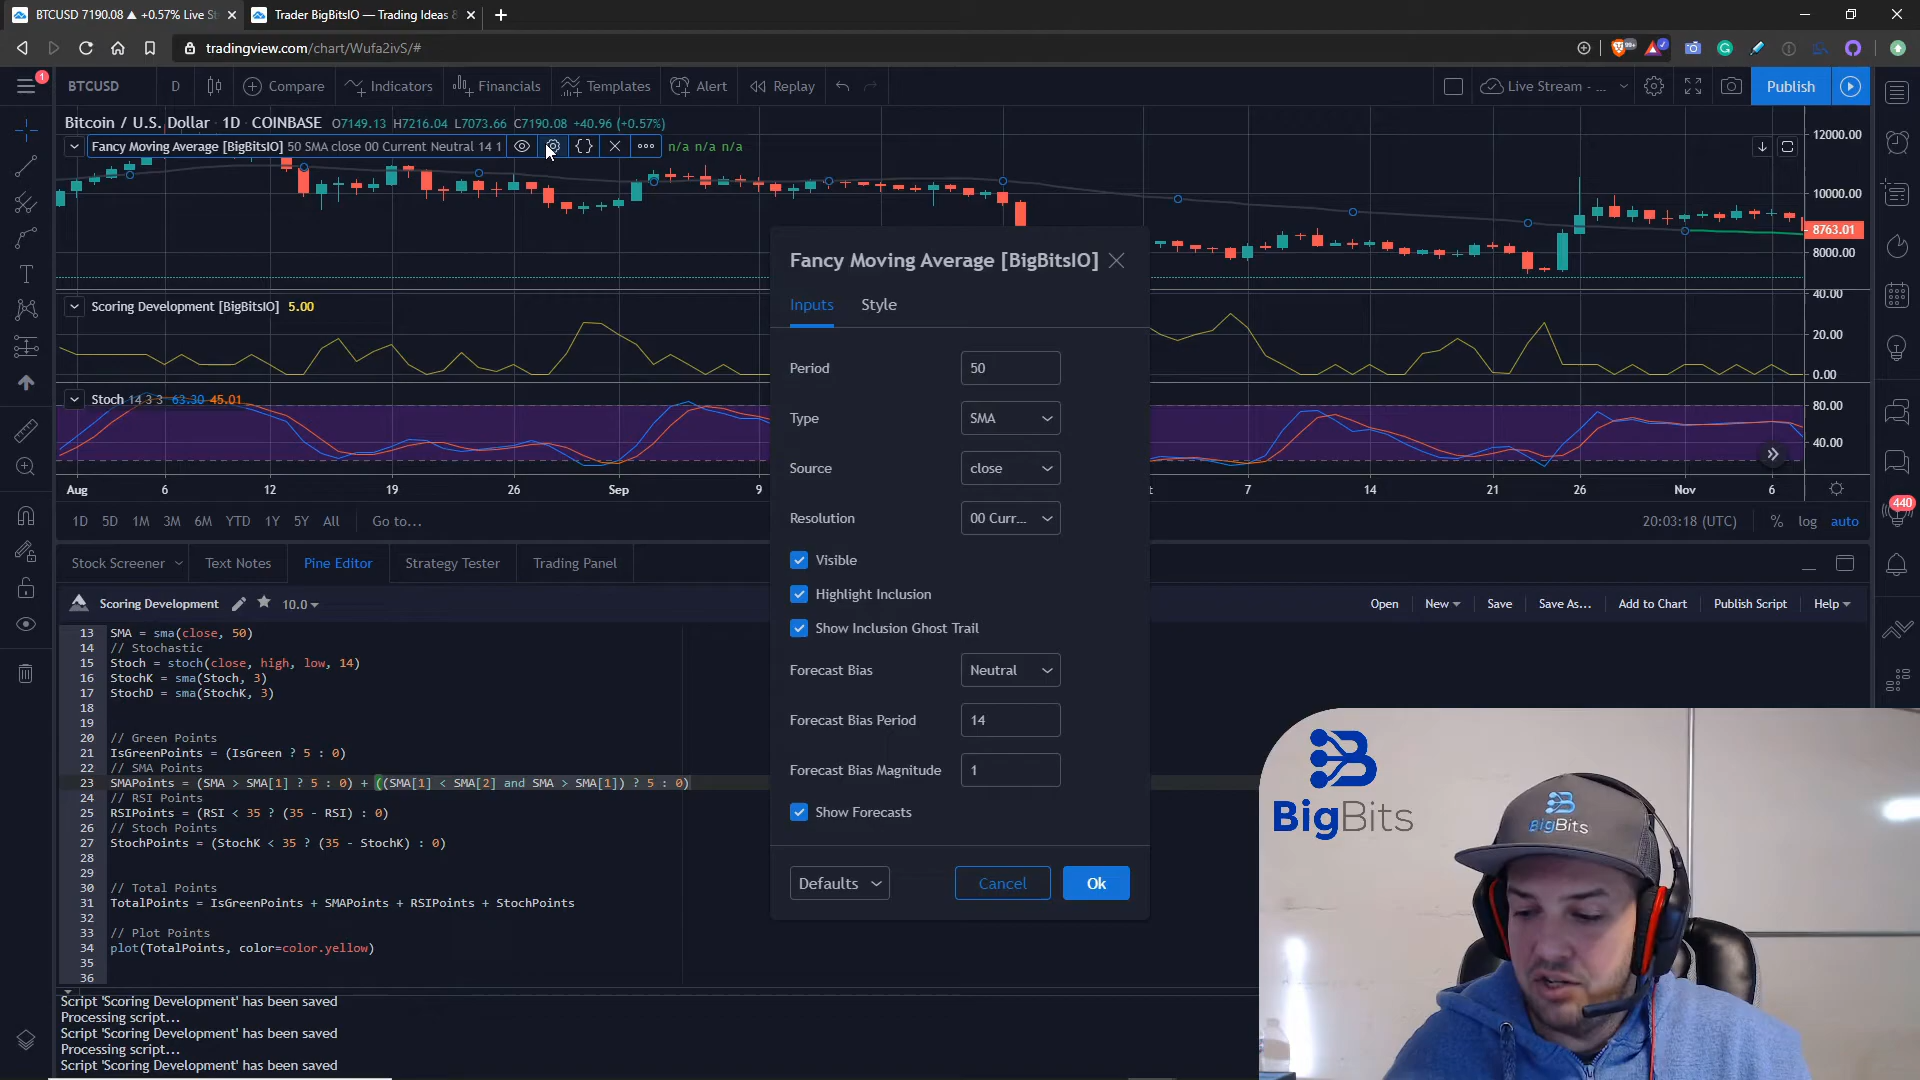 BTCUSD 7190.08 ▲ +0.57% Live St
Trader BigBitsIO — Trading Ideas &
tradingview.com/chart/Wufa2ivS/#
99+
1
BTCUSD
D
Compare
Indicators
Financials
Templates
Alert
Replay
Live Stream - ...
Publish
Bitcoin / U.S. Dollar · 1D · COINBASE O7149.13 H7216.04 L7073.66 C7190.08 +40.96 (+0.57%)
Fancy Moving Average [BigBitsIO] 50 SMA close 00 Current Neutral 14 1
n/a n/a n/a
12000.00
10000.00
8763.01
8000.00
Scoring Development [BigBitsIO] 5.00
40.00
20.00
0.00
Stoch 14 3 3 63.30 45.01
80.00
40.00
Aug 6 12 19 26 Sep 9 t 7 14 21 26 Nov 6
1D 5D 1M 3M 6M YTD 1Y 5Y All Go to...
20:03:18 (UTC) % log auto
440
Fancy Moving Average [BigBitsIO]
Inputs Style
Period 50
Type SMA
Source close
Resolution 00 Curr...
Visible
Highlight Inclusion
Show Inclusion Ghost Trail
Forecast Bias Neutral
Forecast Bias Period 14
Forecast Bias Magnitude 1
Show Forecasts
Defaults Cancel Ok
Stock Screener
Text Notes
Pine Editor
Strategy Tester
Trading Panel
Scoring Development
10.0
Open New Save Save As... Add to Chart Publish Script Help
13 SMA = sma(close, 50)
14 // Stochastic
15 Stoch = stoch(close, high, low, 14)
16 StochK = sma(Stoch, 3)
17 StochD = sma(StochK, 3)
18
19
20 // Green Points
21 IsGreenPoints = (IsGreen ? 5 : 0)
22 // SMA Points
23 SMAPoints = (SMA > SMA[1] ? 5 : 0) + ((SMA[1] < SMA[2] and SMA > SMA[1]) ? 5 : 0)
24 // RSI Points
25 RSIPoints = (RSI < 35 ? (35 - RSI) : 0)
26 // Stoch Points
27 StochPoints = (StochK < 35 ? (35 - StochK) : 0)
28
29
30 // Total Points
31 TotalPoints = IsGreenPoints + SMAPoints + RSIPoints + StochPoints
32
33 // Plot Points
34 plot(TotalPoints, color=color.yellow)
35
36
Script 'Scoring Development' has been saved
Processing script...
Script 'Scoring Development' has been saved
Processing script...
Script 'Scoring Development' has been saved
BigBits
BigBits